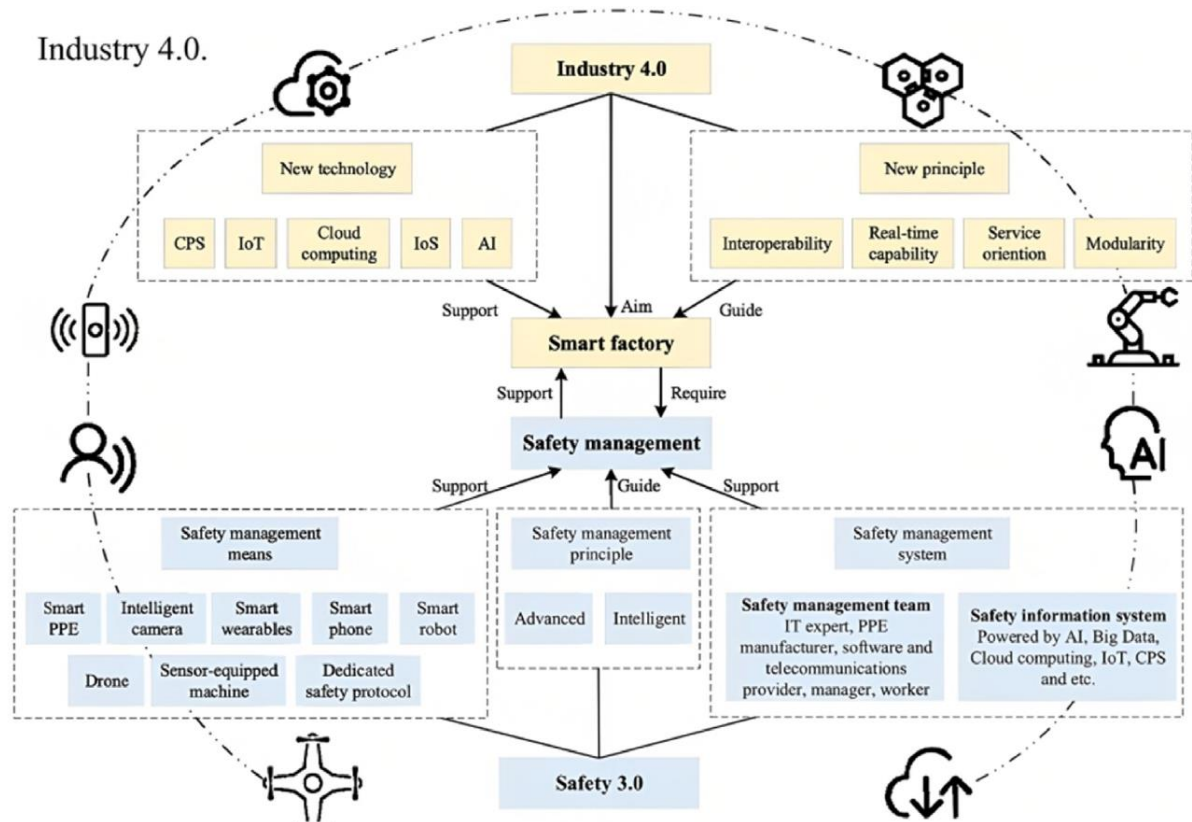 Industry 4.0.
Industry 4.0
New technology
CPS
IoT
Cloud
computing
IoS
AI
New principle
Interoperability
Real-time
capability
Service
oriention
Modularity
Support
Aim
Guide
Smart factory
Support
Require
Safety management
Support
Guide
Support
Safety management
means
Smart
PPE
Intelligent
camera
Smart
wearables
Smart
phone
Smart
robot
Drone
Sensor-equipped
machine
Dedicated
safety protocol
Safety management
principle
Advanced
Intelligent
Safety management
system
Safety management team
IT expert, PPE
manufacturer, software and
telecommunications
provider, manager, worker
Safety information system
Powered by AI, Big Data,
Cloud computing, IoT, CPS
and etc.
AI
Safety 3.0